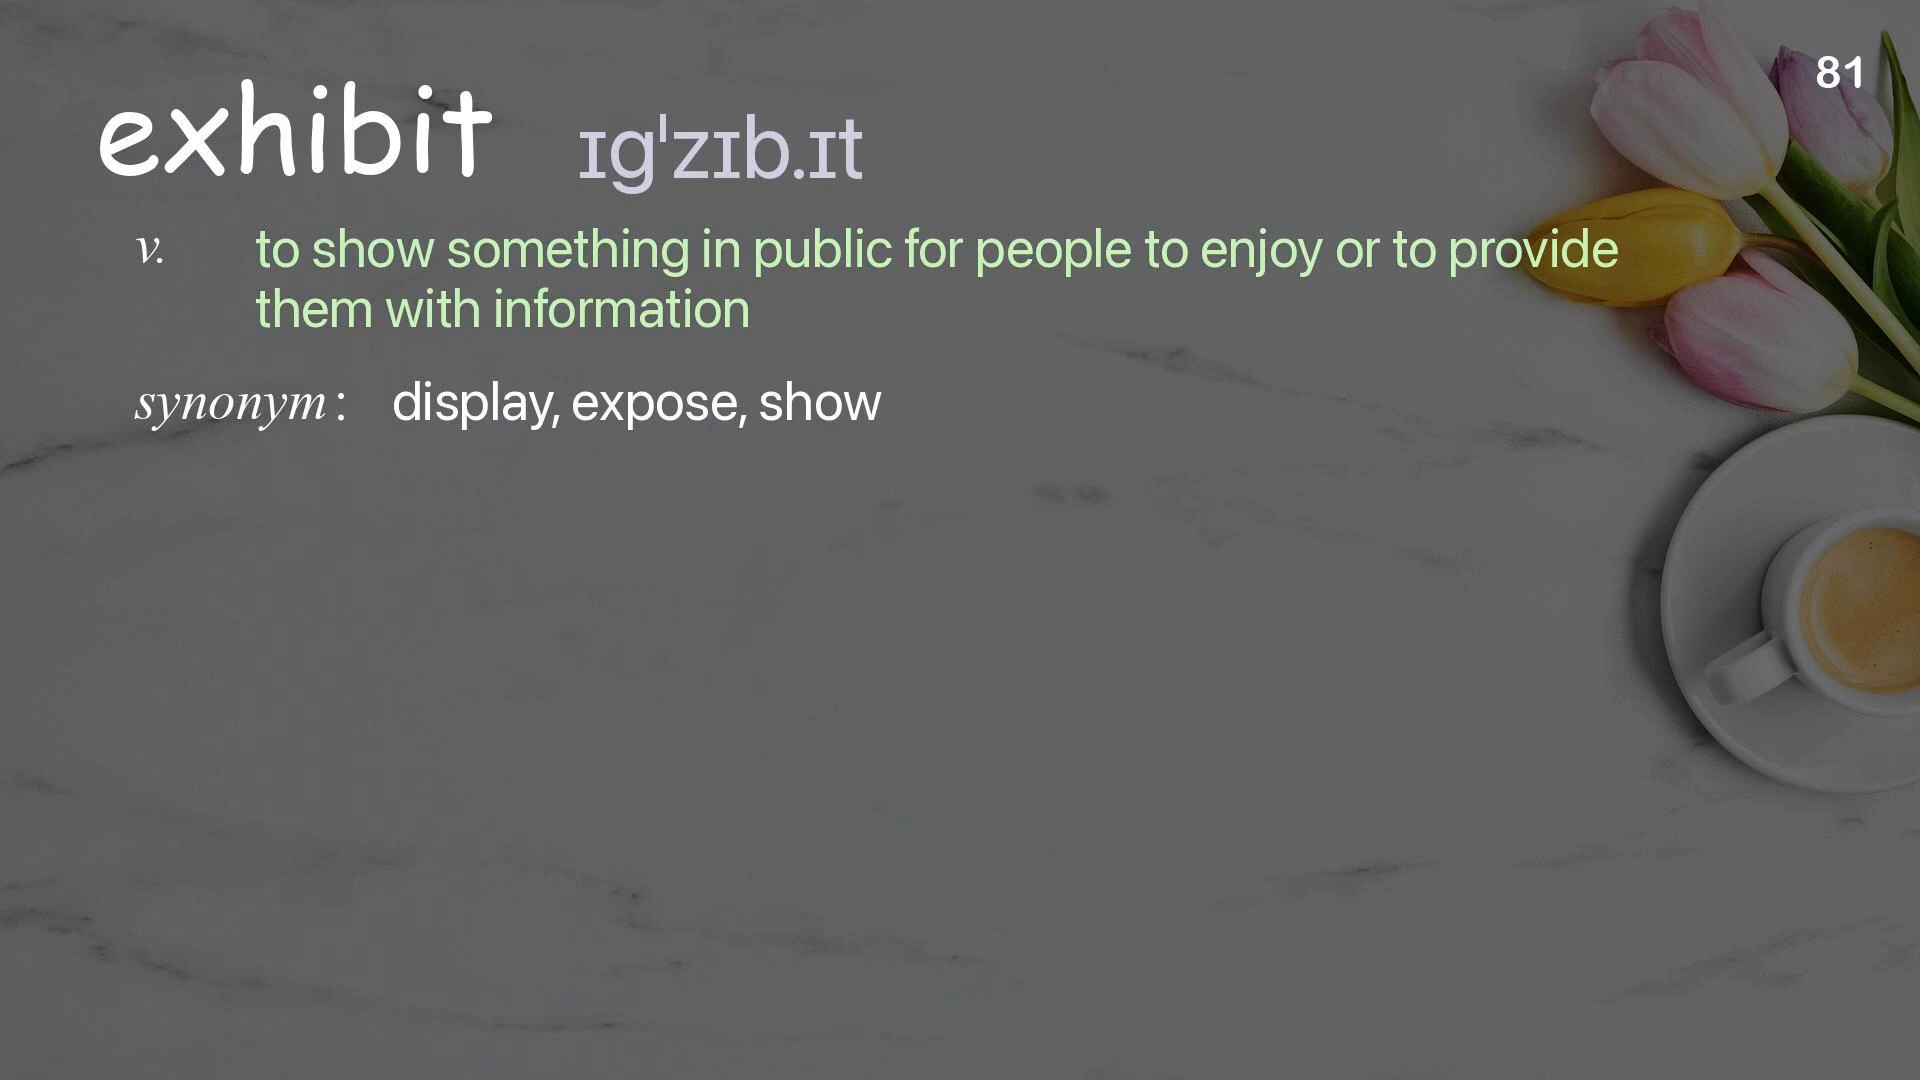 81
exhibit ɪgˈzɪb.ɪt
v. to show something in public for people to enjoy or to provide
them with information
synonym: display, expose, show